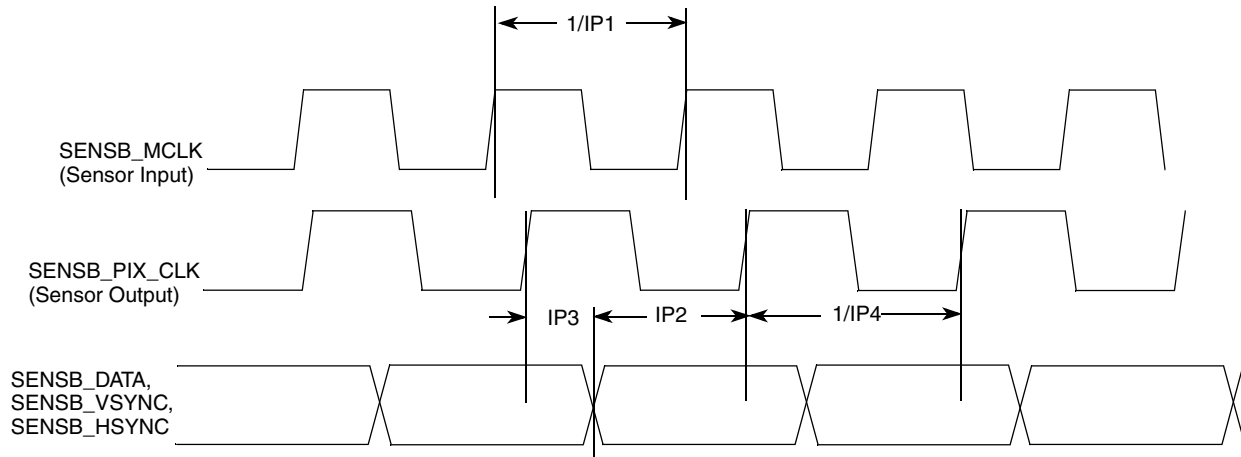 1/IP1
SENSB_MCLK
(Sensor Input)
SENSB_PIX_CLK
(Sensor Output)
IP3
IP2
1/IP4
SENSB_DATA,
SENSB_VSYNC,
SENSB_HSYNC